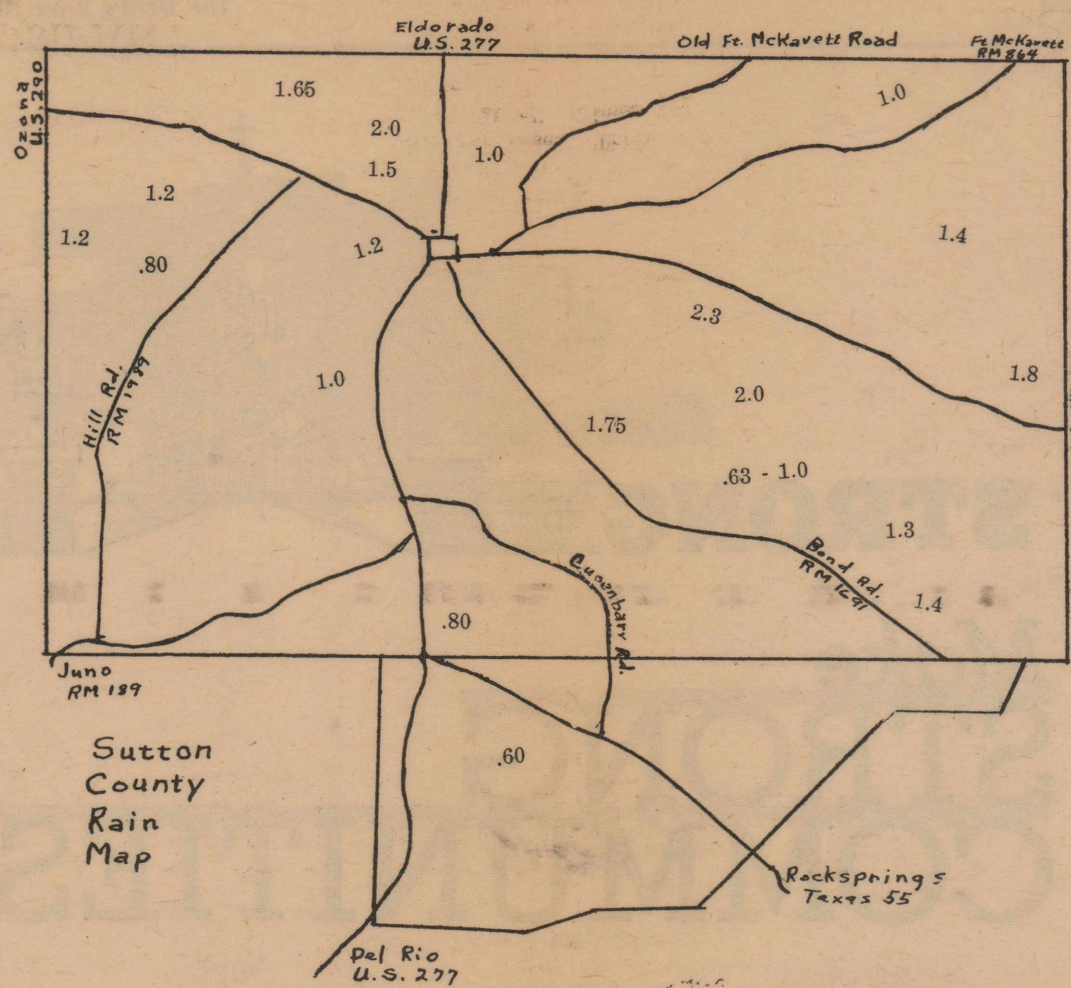 Eldorado
U.S. 277
Old Ft. McKavett Road
Ft McKavett
RM 864
Ozona
U.S. 290
1.65
1.0
2.0
1.0
1.5
1.2
1.2
1.2
1.4
.80
2.3
1.8
1.0
2.0
Hill Rd.
RM 1989
1.75
.63 - 1.0
1.3
Bond Rd.
RM 1691
1.4
Cusenbary Rd.
.80
Juno
RM 189
Sutton
County
Rain
Map
.60
Rocksprings
Texas 55
Del Rio
U.S. 277